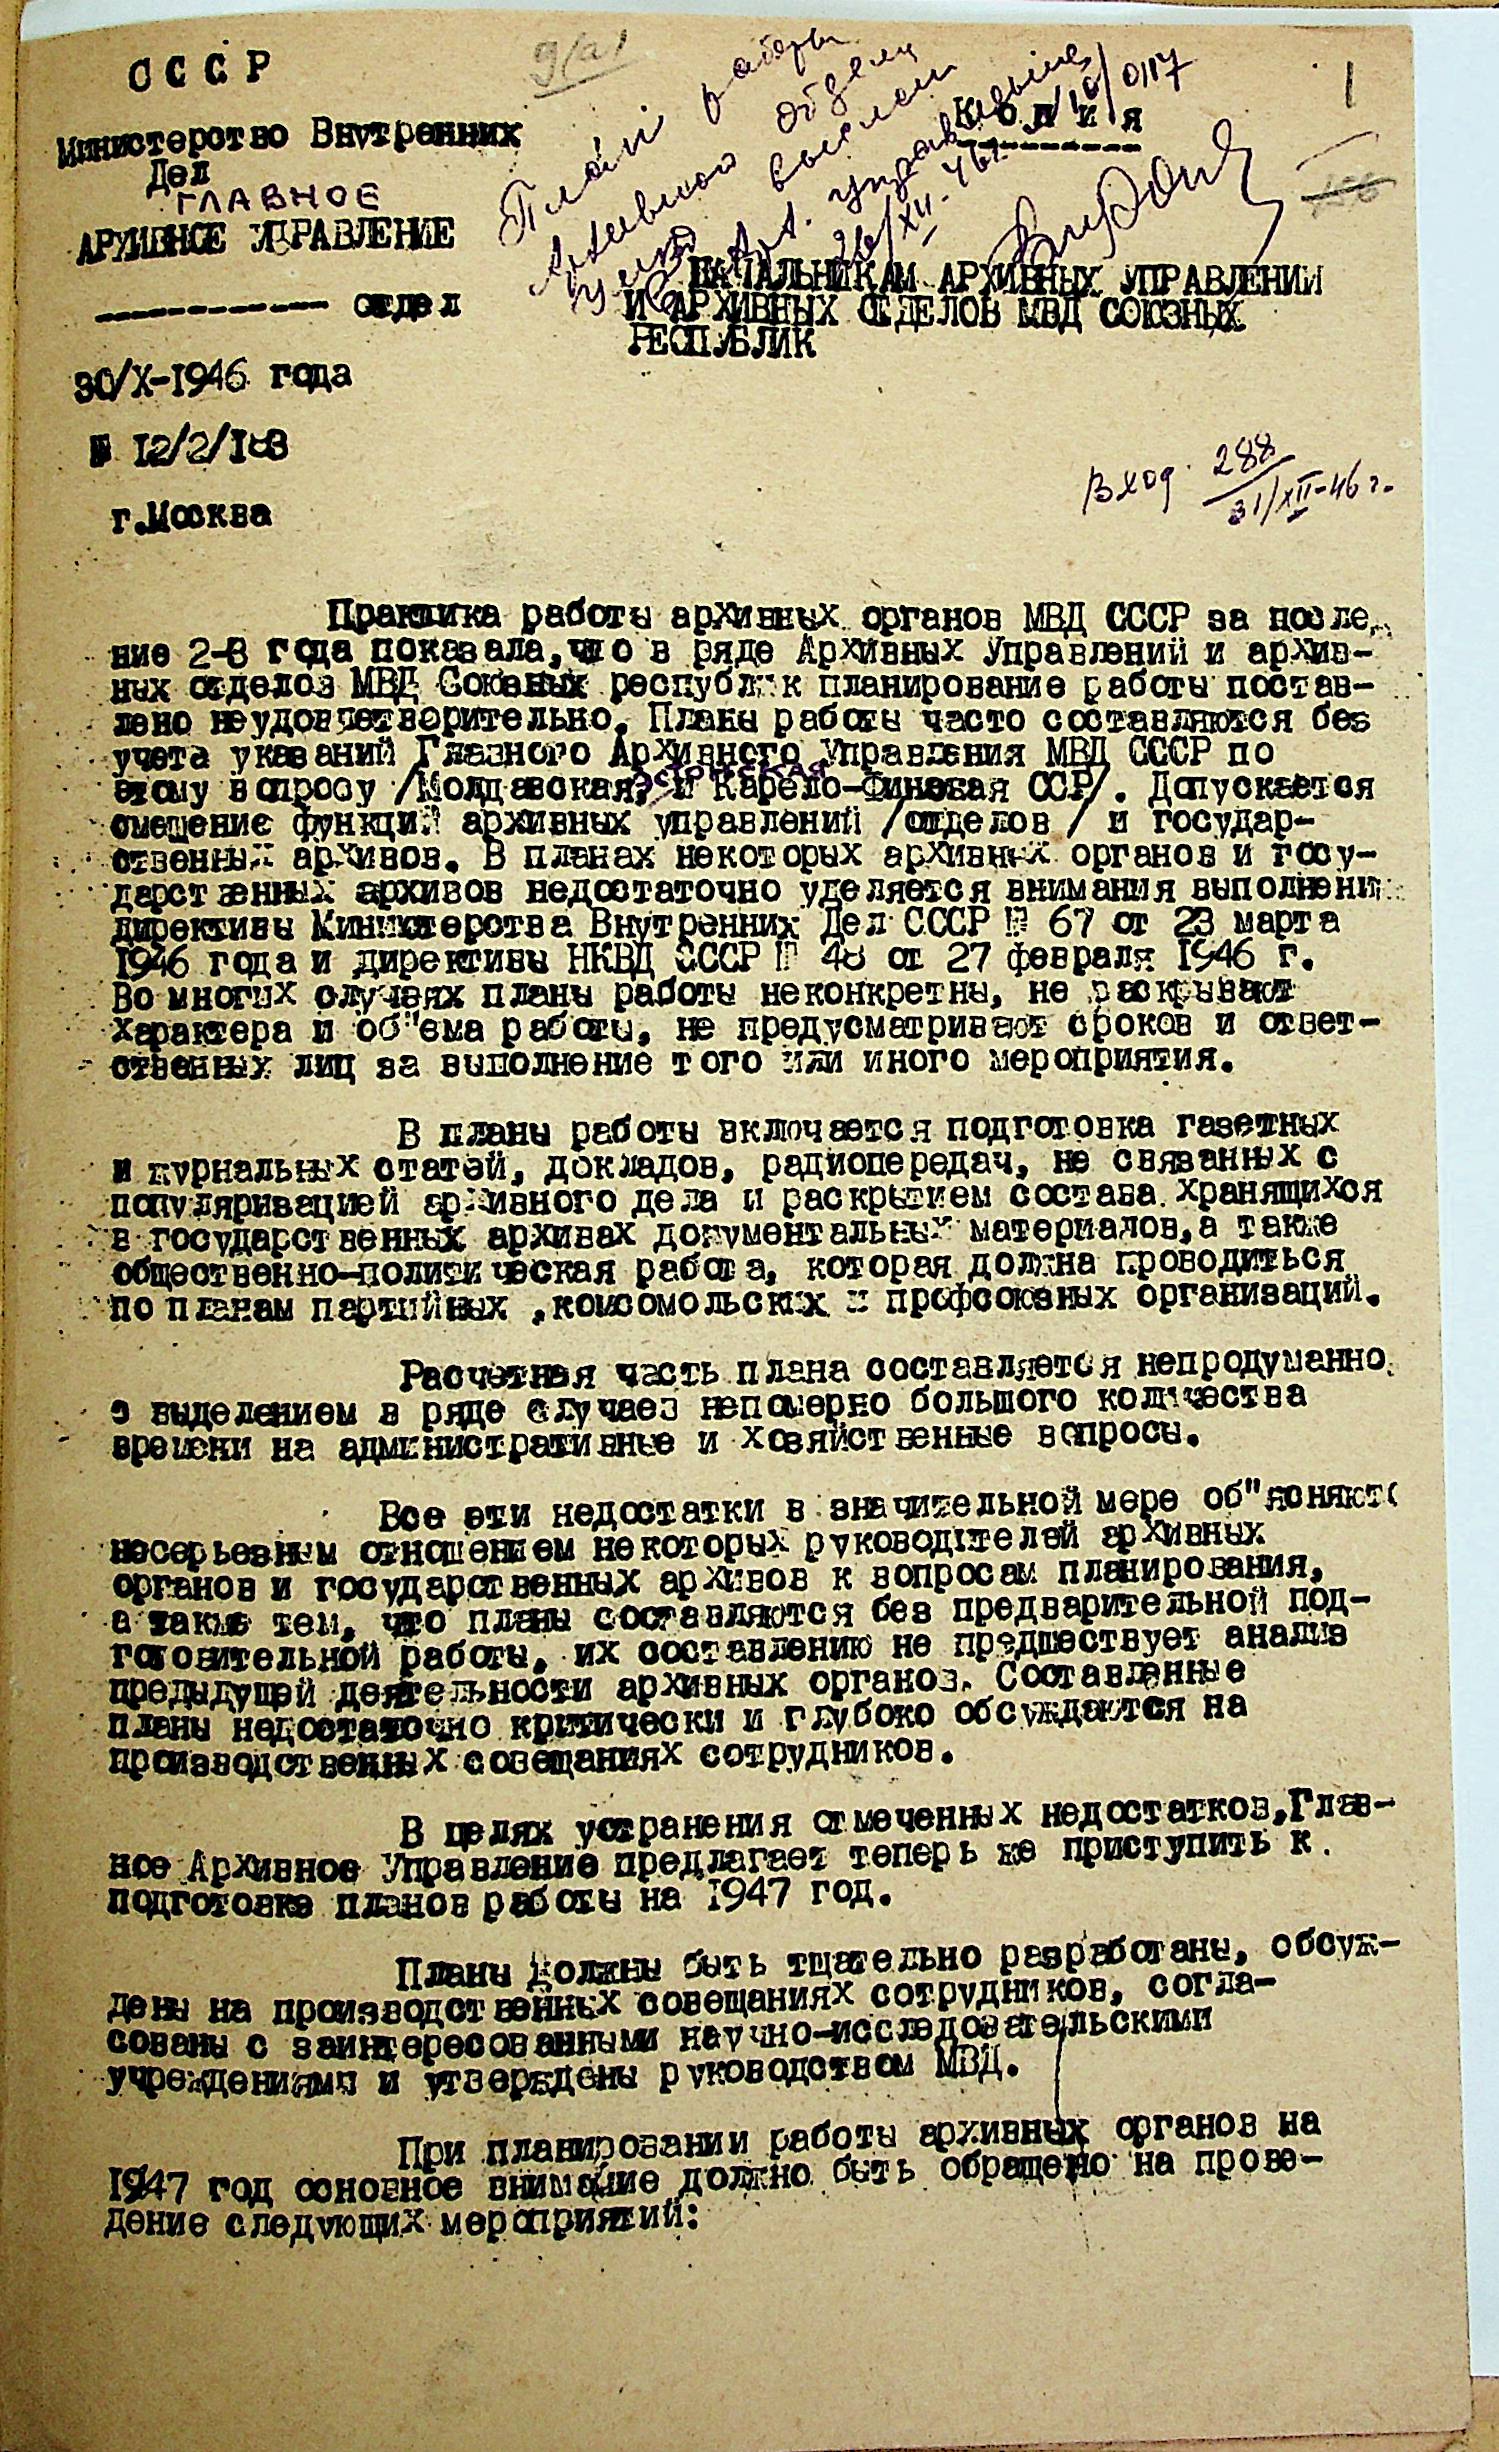 СССР
9(а)
1
Министерство Внутренних
Дел
ГЛАВНОЕ
АРХИВНОЕ УПРАВЛЕНИЕ
------------ отдел
30/X-1946 года
№ 12/2/183
г.Москва
Копия
План работы
Архивного отдела
выслан
Арх. управление
26/XII-46г.
НАЧАЛЬНИКАМ АРХИВНЫХ УПРАВЛЕНИЙ
И АРХИВНЫХ ОТДЕЛОВ МВД СОЮЗНЫХ
РЕСПУБЛИК
Вход. 288
31/XII-46 г.
Практика работы архивных органов МВД СССР за после
ние 2-3 года показала,что в ряде Архивных Управлений и архив-
ных отделов МВД Союзных республик планирование работы постав-
лено неудовлетворительно. Планы работы часто составляются без
учета указаний Главного Архивного Управления МВД СССР по
эстонская
этому вопросу /Молдавская, и Карело-Финская ССР/. Допускается
смешение функций архивных управлений /отделов/ и государ-
ственных архивов. В планах некоторых архивных органов и госу-
дарственных архивов недостаточно уделяется внимания выполнени
директивы Министерства Внутренних Дел СССР № 67 от 23 марта
1946 года и директивы НКВД СССР № 48 от 27 февраля 1946 г.
Во многих случаях планы работы неконкретны, не раскрывают
характера и об"ема работы, не предусматривают сроков и ответ-
ственных лиц за выполнение того или иного мероприятия.
В планы работы включается подготовка газетных
и журнальных статей, докладов, радиопередач, не связанных с
популяризацией архивного дела и раскрытием состава хранящихся
в государственных архивах документальных материалов,а также
общественно-политическая работа, которая должна проводиться
по планам партийных ,комсомольских и профсоюзных организаций.
Расчетная часть плана составляется непродуманно,
с выделением в ряде случаев непомерно большого количества
времени на административные и хозяйственные вопросы.
Все эти недостатки в значительной мере об"ясняютс
несерьезным отношением некоторых руководителей архивных
органов и государственных архивов к вопросам планирования,
а также тем, что планы составляются без предварительной под-
готовительной работы, их составлению не предшествует анализ
предыдущей деятельности архивных органов. Составленные
планы недостаточно критически и глубоко обсуждаются на
производственных совещаниях сотрудников.
В целях устранения отмеченных недостатков,Глав-
ное Архивное Управление предлагает теперь же приступить к
подготовке планов работы на 1947 год.
Планы должны быть тщательно разработаны, обсуж-
дены на производственных совещаниях сотрудников, согла-
сованы с заинтересованными научно-исследовательскими
учреждениями и утверждены руководством МВД.
При планировании работы архивных органов на
1947 год основное внимание должно быть обращено на прове-
дение следующих мероприятий: